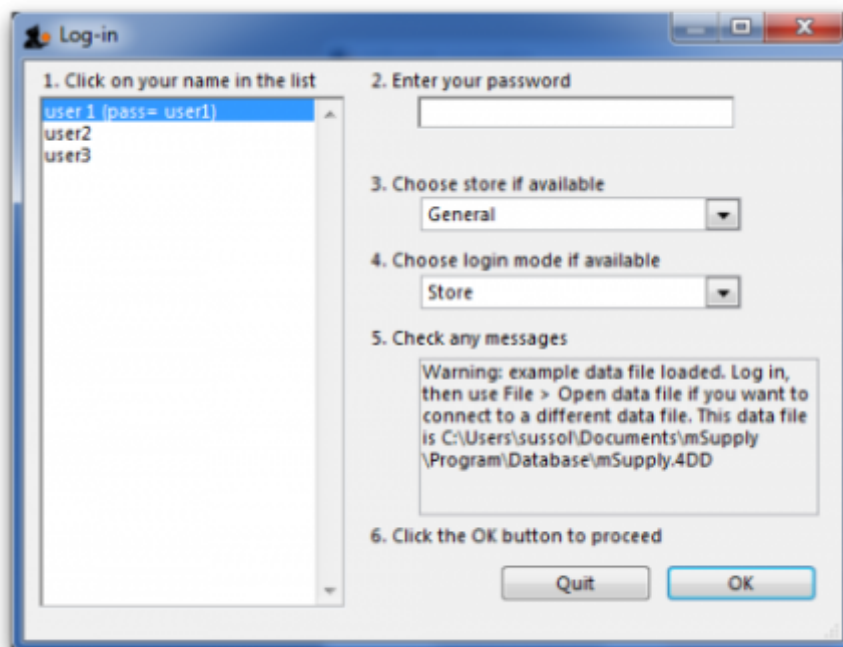 Log-in
1. Click on your name in the list
user 1 (pass= user1)
user2
user3
2. Enter your password
3. Choose store if available
General
4. Choose login mode if available
Store
5. Check any messages
Warning: example data file loaded. Log in,
then use File > Open data file if you want to
connect to a different data file. This data file
is C:\Users\sussol\Documents\mSupply
\Program\Database\mSupply.4DD
6. Click the OK button to proceed
Quit
OK